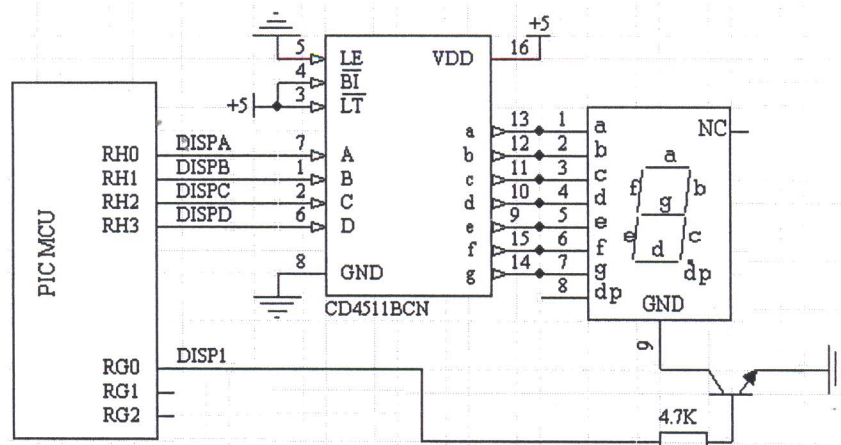 +5
5 LE VDD 16
4 BI
+5 3 LT
PIC MCU
RH0 DISPA 7 A
RH1 DISPB 1 B
RH2 DISPC 2 C
RH3 DISPD 6 D
8 GND
CD4511BCN
a 13 1 a NC
b 12 2 b
c 11 3 c
d 10 4 d
e 9 5 e
f 15 6 f
g 14 7 g
8 dp
a
f b
g
e c
d
dp
GND
9
RG0 DISP1
RG1
RG2
4.7K